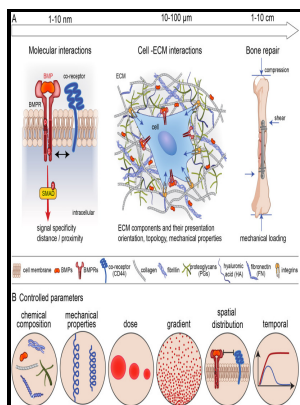 A
1-10 nm
10-100 μm
1-10 cm
Molecular interactions
Cell -ECM interactions
Bone repair
BMP
co-receptor
BMPR
SMAD
intracellular
signal specificity
distance / proximity
ECM
cell
ECM components and their presentation
orientation, topology, mechanical properties
compression
shear
mechanical loading
cell membrane
BMPs
BMPRs
co-receptor
(CD44)
collagen
fibrillin
proteoglycans
(PGs)
hyaluronic
acid (HA)
fibronectin
(FN)
integrins
B Controlled parameters
chemical
composition
mechanical
properties
dose
gradient
spatial
distribution
temporal